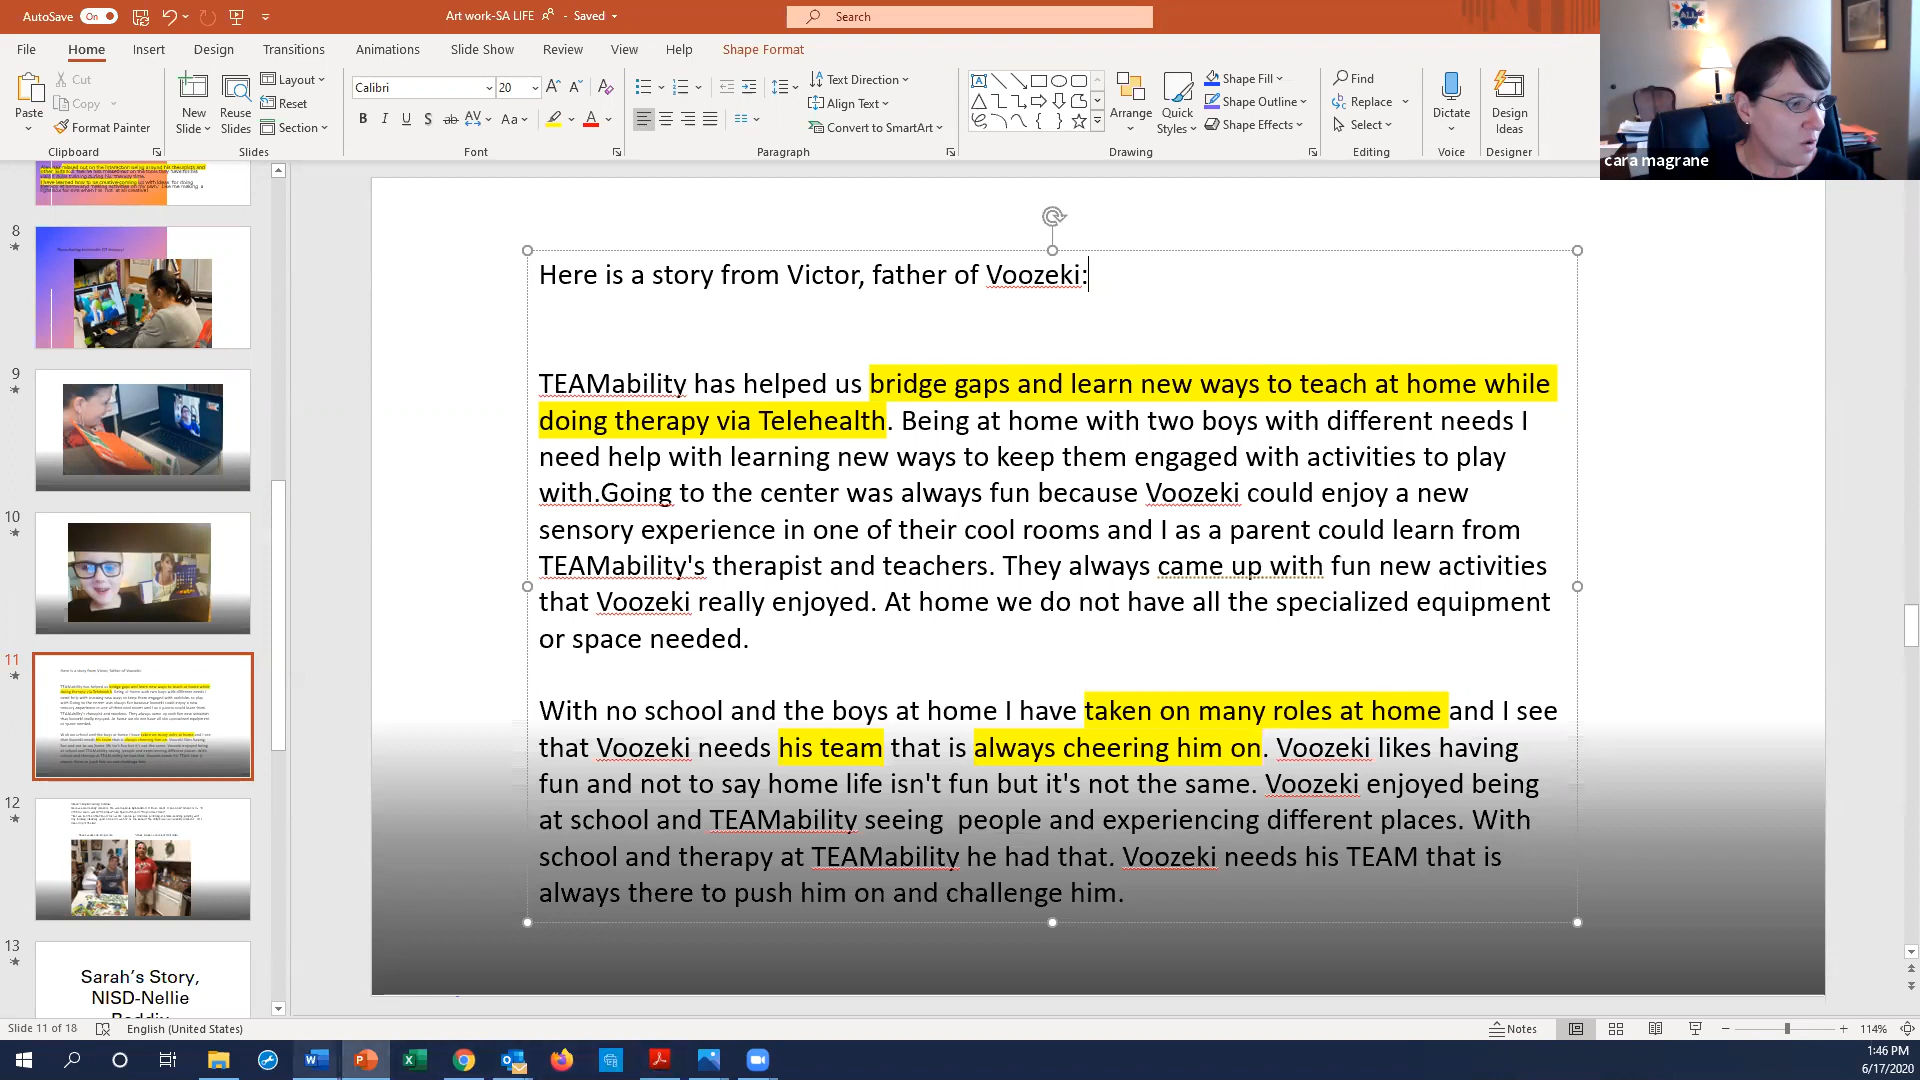 AutoSave On Art work-SA LIFE - Saved Search
File Home Insert Design Transitions Animations Slide Show Review View Help Shape Format
Paste Cut Copy Format Painter Clipboard
New Slide Reuse Slides Layout Reset Section Slides
Calibri 20 B I U S ab AV Aa A A A A Font
Text Direction Align Text Convert to SmartArt Paragraph
Arrange Quick Styles Shape Fill Shape Outline Shape Effects Drawing
Find Replace Select Editing
Dictate Voice
Design Ideas Designer
cara magrane
8
9
10
11
12
13
Sarah's Story,
NISD-Nellie
Here is a story from Victor, father of Voozeki:
TEAMability has helped us bridge gaps and learn new ways to teach at home while
doing therapy via Telehealth. Being at home with two boys with different needs I
need help with learning new ways to keep them engaged with activities to play
with.Going to the center was always fun because Voozeki could enjoy a new
sensory experience in one of their cool rooms and I as a parent could learn from
TEAMability's therapist and teachers. They always came up with fun new activities
that Voozeki really enjoyed. At home we do not have all the specialized equipment
or space needed.
With no school and the boys at home I have taken on many roles at home and I see
that Voozeki needs his team that is always cheering him on. Voozeki likes having
fun and not to say home life isn't fun but it's not the same. Voozeki enjoyed being
at school and TEAMability seeing  people and experiencing different places. With
school and therapy at TEAMability he had that. Voozeki needs his TEAM that is
always there to push him on and challenge him.
Slide 11 of 18 English (United States) Notes 114%
1:46 PM
6/17/2020